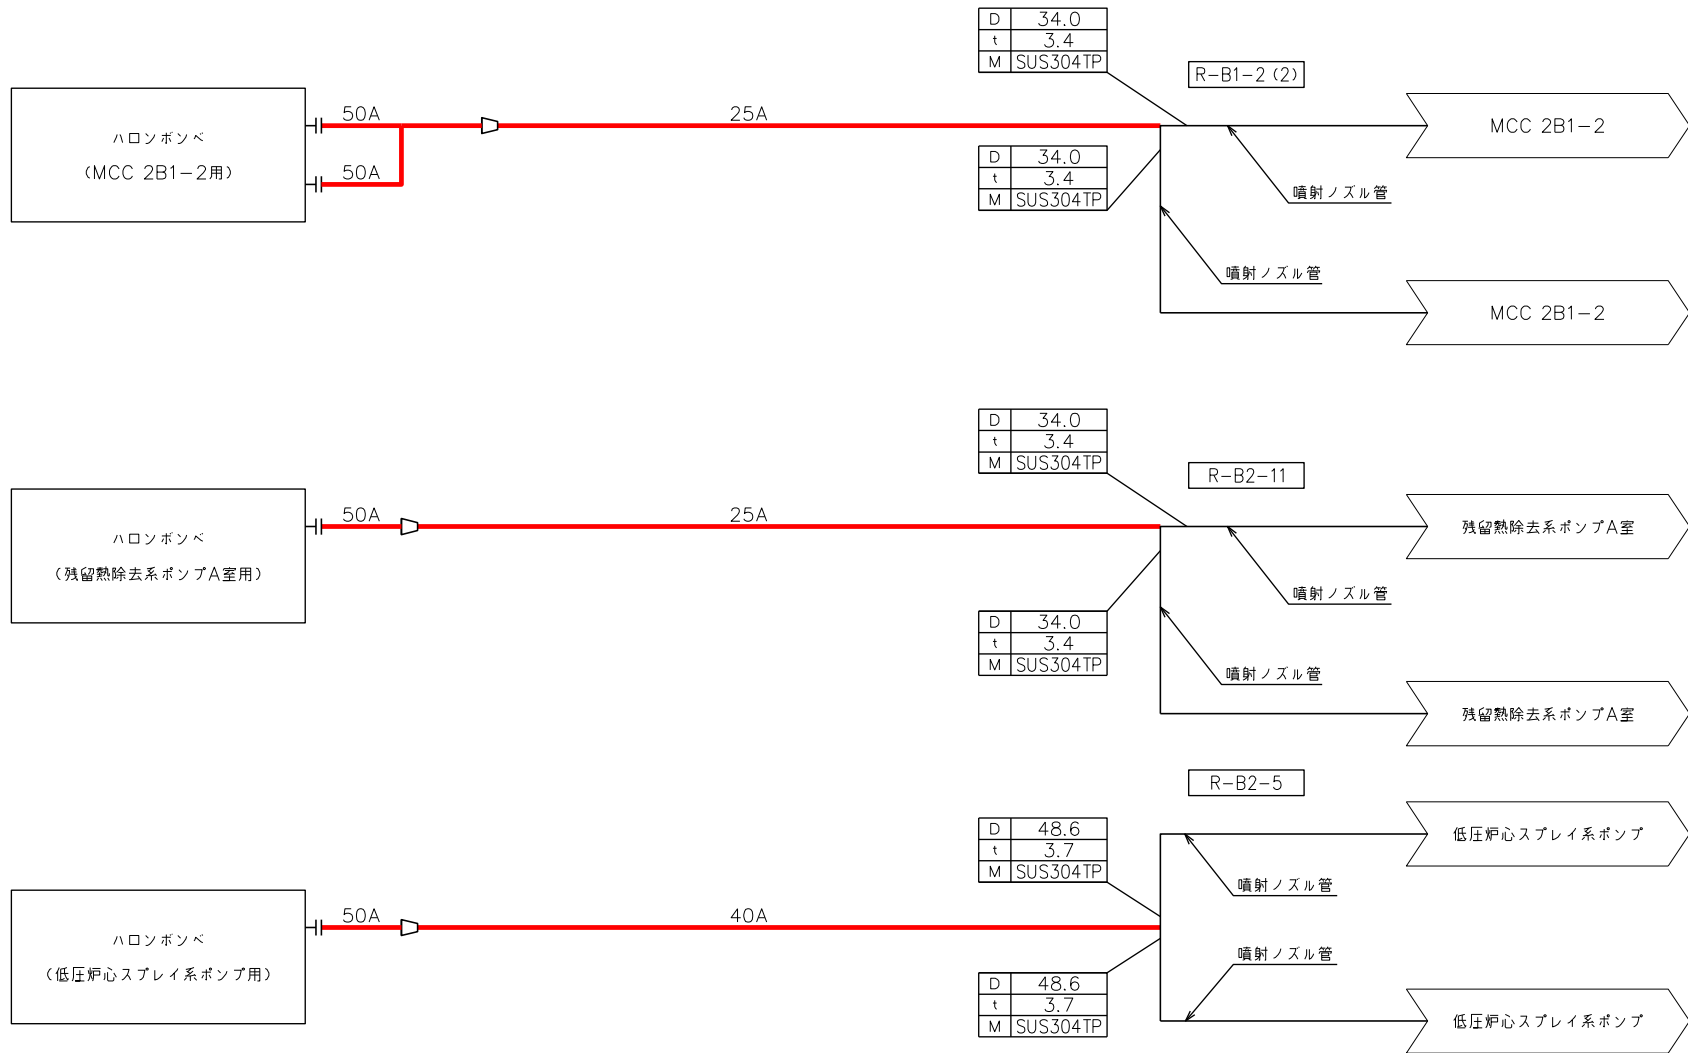 D 34.0
t 3.4
M SUS304TP
R-B1-2 (2)
ハロンボンベ
(MCC 2B1-2用)
50A
50A
25A
MCC 2B1-2
D 34.0
t 3.4
M SUS304TP
噴射ノズル管
噴射ノズル管
MCC 2B1-2
D 34.0
t 3.4
M SUS304TP
R-B2-11
ハロンボンベ
(残留熱除去系ポンプA室用)
50A
25A
残留熱除去系ポンプA室
噴射ノズル管
D 34.0
t 3.4
M SUS304TP
噴射ノズル管
残留熱除去系ポンプA室
R-B2-5
D 48.6
t 3.7
M SUS304TP
低圧炉心スプレイ系ポンプ
噴射ノズル管
ハロンボンベ
(低圧炉心スプレイ系ポンプ用)
50A
40A
噴射ノズル管
D 48.6
t 3.7
M SUS304TP
低圧炉心スプレイ系ポンプ